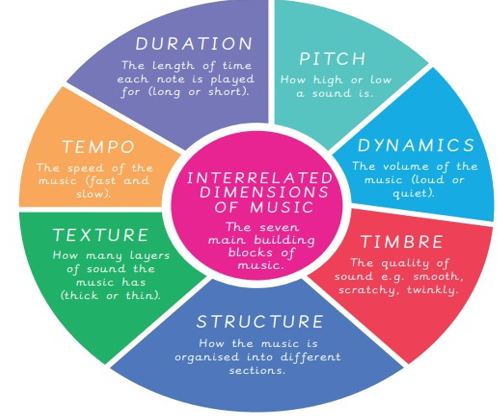 DURATION
The length of time
each note is played
for (long or short).
PITCH
How high or low
a sound is.
DYNAMICS
The volume of the
music (loud or
quiet).
TIMBRE
The quality of
sound e.g. smooth,
scratchy, twinkly.
STRUCTURE
How the music is
organised into different
sections.
TEXTURE
How many layers
of sound the
music has
(thick or thin).
TEMPO
The speed of the
music (fast and
slow).
INTERRELATED
DIMENSIONS
OF MUSIC
The seven
main building
blocks of
music.